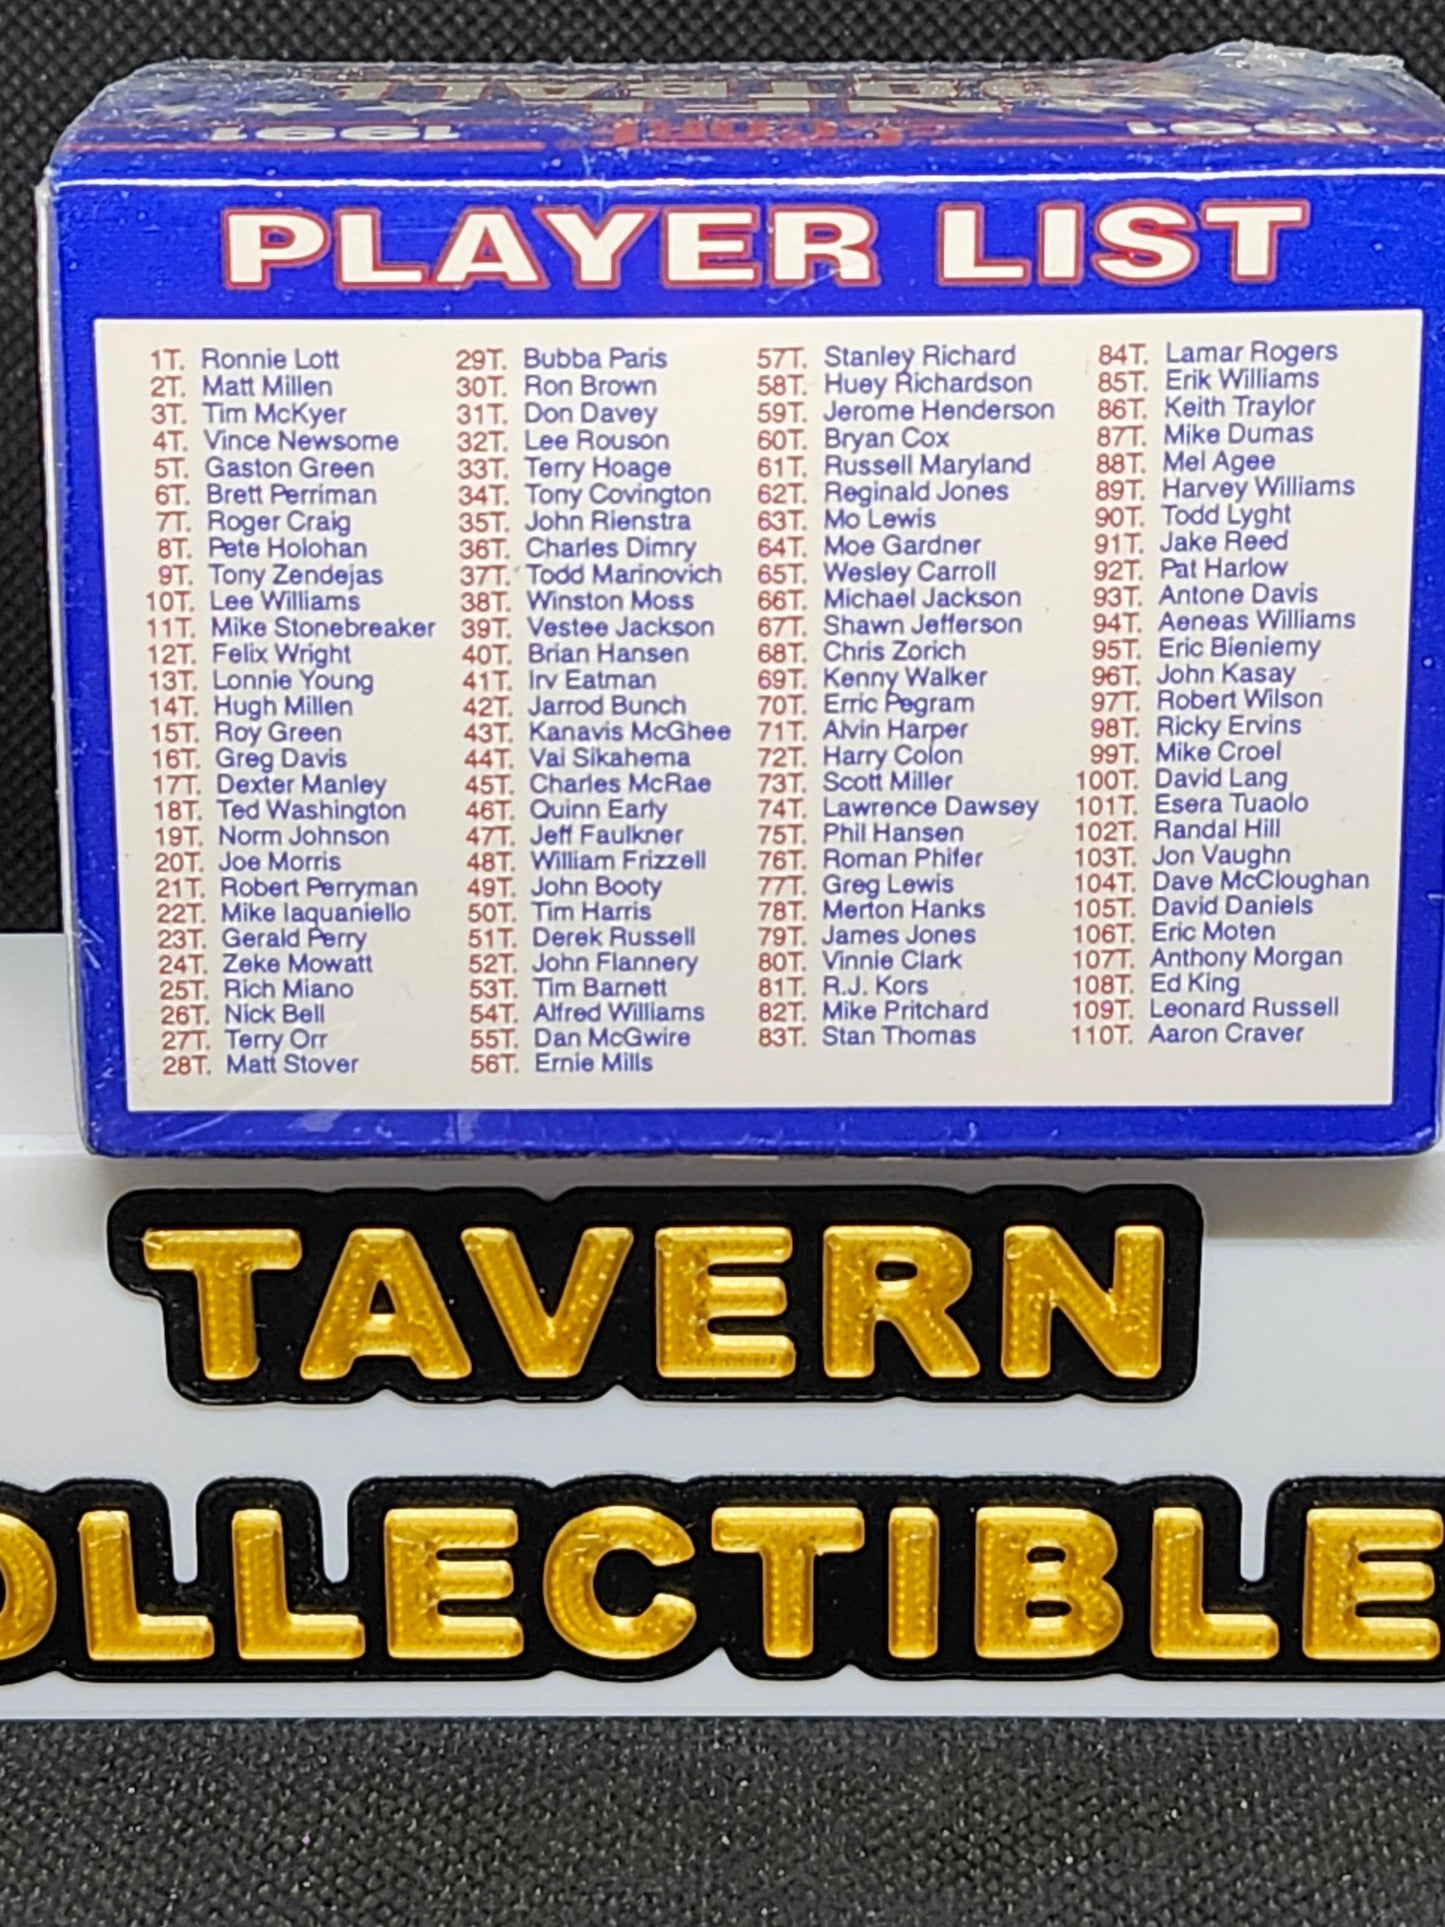 1991 1991
PLAYER LIST
1T. Ronnie Lott
2T. Matt Millen
3T. Tim McKyer
4T. Vince Newsome
5T. Gaston Green
6T. Brett Perriman
7T. Roger Craig
8T. Pete Holohan
9T. Tony Zendejas
10T. Lee Williams
11T. Mike Stonebreaker
12T. Felix Wright
13T. Lonnie Young
14T. Hugh Millen
15T. Roy Green
16T. Greg Davis
17T. Dexter Manley
18T. Ted Washington
19T. Norm Johnson
20T. Joe Morris
21T. Robert Perryman
22T. Mike Iaquaniello
23T. Gerald Perry
24T. Zeke Mowatt
25T. Rich Miano
26T. Nick Bell
27T. Terry Orr
28T. Matt Stover
29T. Bubba Paris
30T. Ron Brown
31T. Don Davey
32T. Lee Rouson
33T. Terry Hoage
34T. Tony Covington
35T. John Rienstra
36T. Charles Dimry
37T. Todd Marinovich
38T. Winston Moss
39T. Vestee Jackson
40T. Brian Hansen
41T. Irv Eatman
42T. Jarrod Bunch
43T. Kanavis McGhee
44T. Vai Sikahema
45T. Charles McRae
46T. Quinn Early
47T. Jeff Faulkner
48T. William Frizzell
49T. John Booty
50T. Tim Harris
51T. Derek Russell
52T. John Flannery
53T. Tim Barnett
54T. Alfred Williams
55T. Dan McGwire
56T. Ernie Mills
57T. Stanley Richard
58T. Huey Richardson
59T. Jerome Henderson
60T. Bryan Cox
61T. Russell Maryland
62T. Reginald Jones
63T. Mo Lewis
64T. Moe Gardner
65T. Wesley Carroll
66T. Michael Jackson
67T. Shawn Jefferson
68T. Chris Zorich
69T. Kenny Walker
70T. Erric Pegram
71T. Alvin Harper
72T. Harry Colon
73T. Scott Miller
74T. Lawrence Dawsey
75T. Phil Hansen
76T. Roman Phifer
77T. Greg Lewis
78T. Merton Hanks
79T. James Jones
80T. Vinnie Clark
81T. R.J. Kors
82T. Mike Pritchard
83T. Stan Thomas
84T. Lamar Rogers
85T. Erik Williams
86T. Keith Traylor
87T. Mike Dumas
88T. Mel Agee
89T. Harvey Williams
90T. Todd Lyght
91T. Jake Reed
92T. Pat Harlow
93T. Antone Davis
94T. Aeneas Williams
95T. Eric Bieniemy
96T. John Kasay
97T. Robert Wilson
98T. Ricky Ervins
99T. Mike Croel
100T. David Lang
101T. Esera Tuaolo
102T. Randal Hill
103T. Jon Vaughn
104T. Dave McCloughan
105T. David Daniels
106T. Eric Moten
107T. Anthony Morgan
108T. Ed King
109T. Leonard Russell
110T. Aaron Craver
TAVERN
OLLECTIBLE